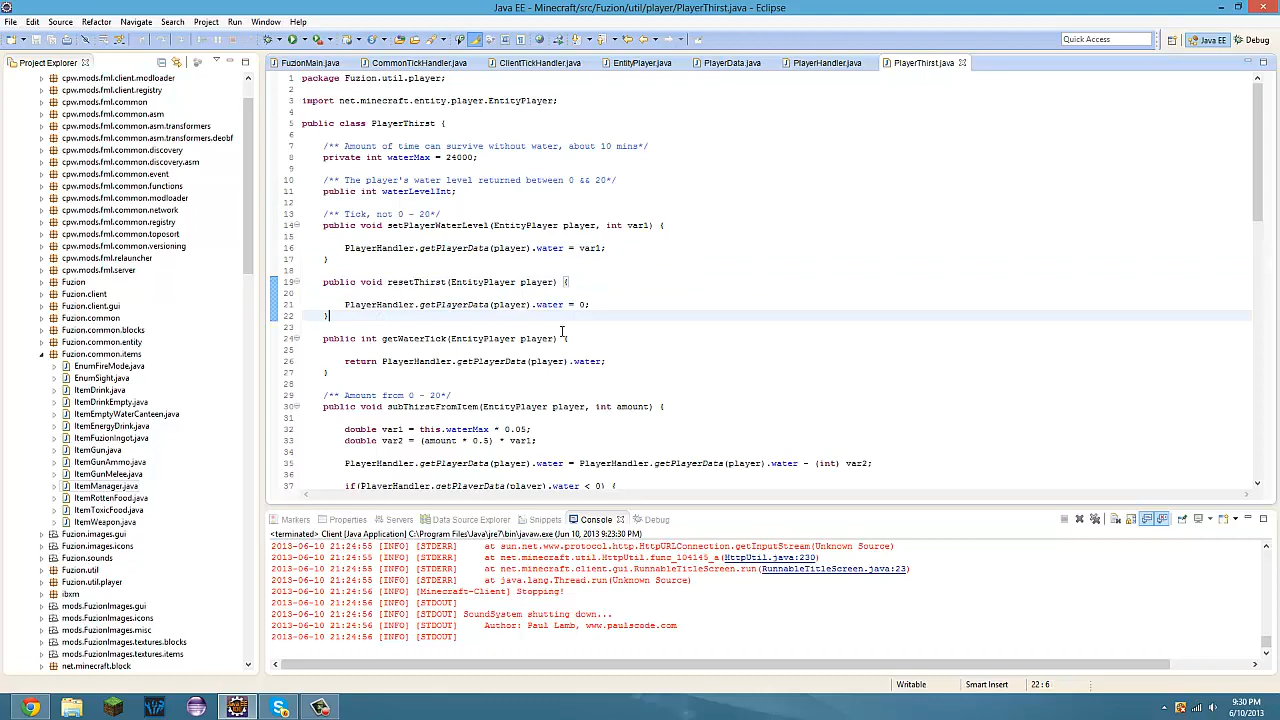 Java EE - Minecraft/src/Fuzion/util/player/PlayerThirst.java - Eclipse
File Edit Source Refactor Navigate Search Project Run Window Help
Quick Access
Java EE
Debug
Project Explorer
cpw.mods.fml.client.modloader
cpw.mods.fml.client.registry
cpw.mods.fml.common
cpw.mods.fml.common.asm
cpw.mods.fml.common.asm.transformers
cpw.mods.fml.common.asm.transformers.deobf
cpw.mods.fml.common.discovery
cpw.mods.fml.common.discovery.asm
cpw.mods.fml.common.event
cpw.mods.fml.common.functions
cpw.mods.fml.common.modloader
cpw.mods.fml.common.network
cpw.mods.fml.common.registry
cpw.mods.fml.common.toposort
cpw.mods.fml.common.versioning
cpw.mods.fml.relauncher
cpw.mods.fml.server
Fuzion
Fuzion.client
Fuzion.client.gui
Fuzion.common
Fuzion.common.blocks
Fuzion.common.entity
Fuzion.common.items
EnumFireMode.java
EnumSight.java
ItemDrink.java
ItemDrinkEmpty.java
ItemEmptyWaterCanteen.java
ItemEnergyDrink.java
ItemFuzionIngot.java
ItemGun.java
ItemGunAmmo.java
ItemGunMelee.java
ItemManager.java
ItemRottenFood.java
ItemToxicFood.java
ItemWeapon.java
Fuzion.images.gui
Fuzion.images.icons
Fuzion.sounds
Fuzion.util
Fuzion.util.player
ibxm
mods.FuzionImages.gui
mods.FuzionImages.icons
mods.FuzionImages.misc
mods.FuzionImages.textures.blocks
mods.FuzionImages.textures.items
net.minecraft.block
FuzionMain.java
CommonTickHandler.java
ClientTickHandler.java
EntityPlayer.java
PlayerData.java
PlayerHandler.java
PlayerThirst.java
1 package Fuzion.util.player;
2
3 import net.minecraft.entity.player.EntityPlayer;
4
5 public class PlayerThirst {
6
7 /** Amount of time can survive without water, about 10 mins*/
8 private int waterMax = 24000;
9
10 /** The player's water level returned between 0 && 20*/
11 public int waterLevelInt;
12
13 /** Tick, not 0 - 20*/
14 public void setPlayerWaterLevel(EntityPlayer player, int var1) {
15
16 PlayerHandler.getPlayerData(player).water = var1;
17 }
18
19 public void resetThirst(EntityPlayer player) {
20
21 PlayerHandler.getPlayerData(player).water = 0;
22 }
23
24 public int getWaterTick(EntityPlayer player) {
25
26 return PlayerHandler.getPlayerData(player).water;
27 }
28
29 /** Amount from 0 - 20*/
30 public void subThirstFromItem(EntityPlayer player, int amount) {
31
32 double var1 = this.waterMax * 0.05;
33 double var2 = (amount * 0.5) * var1;
34
35 PlayerHandler.getPlayerData(player).water = PlayerHandler.getPlayerData(player).water - (int) var2;
36
37 if(PlayerHandler.getPlayerData(player).water < 0) {
Markers Properties Servers Data Source Explorer Snippets Console Debug
<terminated> Client [Java Application] C:\Program Files\Java\jre7\bin\javaw.exe (Jun 10, 2013 9:23:30 PM)
2013-06-10 21:24:55 [INFO] [STDERR] at sun.net.www.protocol.http.HttpURLConnection.getInputStream(Unknown Source)
2013-06-10 21:24:55 [INFO] [STDERR] at net.minecraft.util.HttpUtil.func_104145_a(HttpUtil.java:230)
2013-06-10 21:24:55 [INFO] [STDERR] at net.minecraft.client.gui.RunnableTitleScreen.run(RunnableTitleScreen.java:23)
2013-06-10 21:24:55 [INFO] [STDERR] at java.lang.Thread.run(Unknown Source)
2013-06-10 21:24:56 [INFO] [Minecraft-Client] Stopping!
2013-06-10 21:24:56 [INFO] [STDOUT]
2013-06-10 21:24:56 [INFO] [STDOUT] SoundSystem shutting down...
2013-06-10 21:24:56 [INFO] [STDOUT] Author: Paul Lamb, www.paulscode.com
2013-06-10 21:24:56 [INFO] [STDOUT]
Writable Smart Insert 22 : 6
9:30 PM
6/10/2013